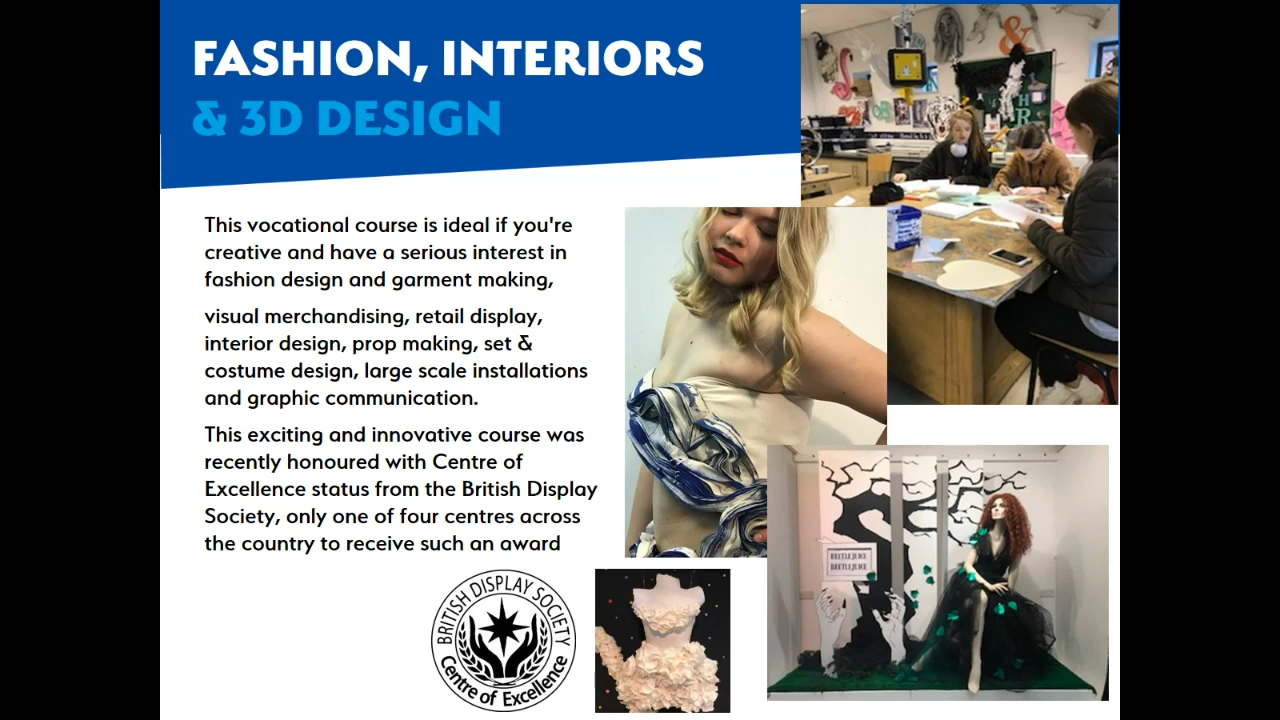 FASHION, INTERIORS
& 3D DESIGN
This vocational course is ideal if you're
creative and have a serious interest in
fashion design and garment making,
visual merchandising, retail display,
interior design, prop making, set &
costume design, large scale installations
and graphic communication.
This exciting and innovative course was
recently honoured with Centre of
Excellence status from the British Display
Society, only one of four centres across
the country to receive such an award
BRITISH DISPLAY SOCIETY
Centre of Excellence
BEETLEJUICE
BEETLEJUICE
&